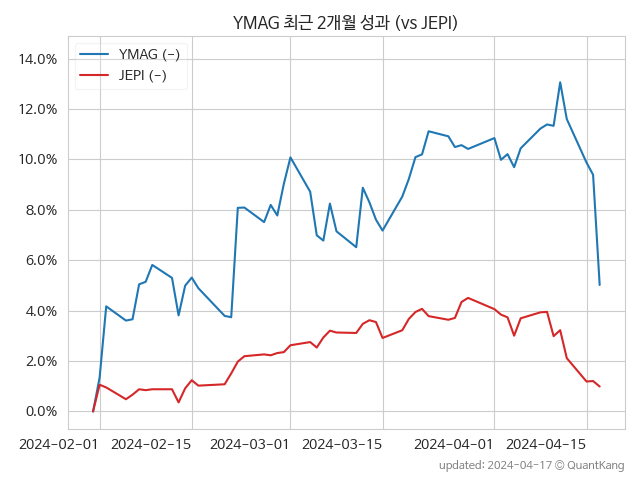 YMAG 최근 2개월 성과 (vs JEPI)
YMAG (-)
JEPI (-)
14.0%
12.0%
10.0%
8.0%
6.0%
4.0%
2.0%
0.0%
2024-02-01 2024-02-15 2024-03-01 2024-03-15 2024-04-01 2024-04-15
updated: 2024-04-17 © QuantKang